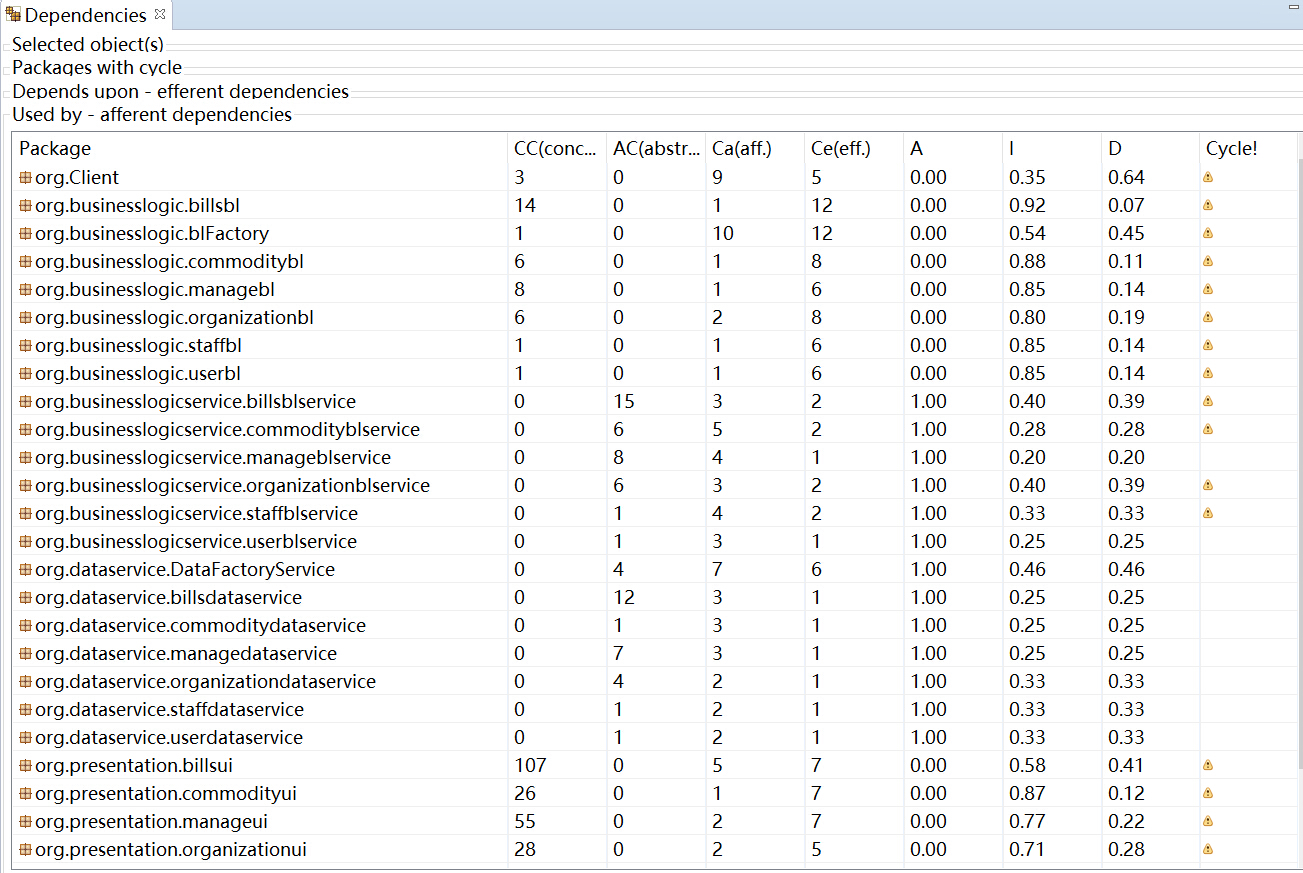 Dependencies
Selected object(s)
Packages with cycle
Depends upon - efferent dependencies
Used by - afferent dependencies
Package CC(conc... AC(abstr... Ca(aff.) Ce(eff.) A I D Cycle!
org.Client 3 0 9 5 0.00 0.35 0.64
org.businesslogic.billsbl 14 0 1 12 0.00 0.92 0.07
org.businesslogic.blFactory 1 0 10 12 0.00 0.54 0.45
org.businesslogic.commoditybl 6 0 1 8 0.00 0.88 0.11
org.businesslogic.managebl 8 0 1 6 0.00 0.85 0.14
org.businesslogic.organizationbl 6 0 2 8 0.00 0.80 0.19
org.businesslogic.staffbl 1 0 1 6 0.00 0.85 0.14
org.businesslogic.userbl 1 0 1 6 0.00 0.85 0.14
org.businesslogicservice.billsblservice 0 15 3 2 1.00 0.40 0.39
org.businesslogicservice.commodityblservice 0 6 5 2 1.00 0.28 0.28
org.businesslogicservice.manageblservice 0 8 4 1 1.00 0.20 0.20
org.businesslogicservice.organizationblservice 0 6 3 2 1.00 0.40 0.39
org.businesslogicservice.staffblservice 0 1 4 2 1.00 0.33 0.33
org.businesslogicservice.userblservice 0 1 3 1 1.00 0.25 0.25
org.dataservice.DataFactoryService 0 4 7 6 1.00 0.46 0.46
org.dataservice.billsdataservice 0 12 3 1 1.00 0.25 0.25
org.dataservice.commoditydataservice 0 1 3 1 1.00 0.25 0.25
org.dataservice.managedataservice 0 7 3 1 1.00 0.25 0.25
org.dataservice.organizationdataservice 0 4 2 1 1.00 0.33 0.33
org.dataservice.staffdataservice 0 1 2 1 1.00 0.33 0.33
org.dataservice.userdataservice 0 1 2 1 1.00 0.33 0.33
org.presentation.billsui 107 0 5 7 0.00 0.58 0.41
org.presentation.commodityui 26 0 1 7 0.00 0.87 0.12
org.presentation.manageui 55 0 2 7 0.00 0.77 0.22
org.presentation.organizationui 28 0 2 5 0.00 0.71 0.28